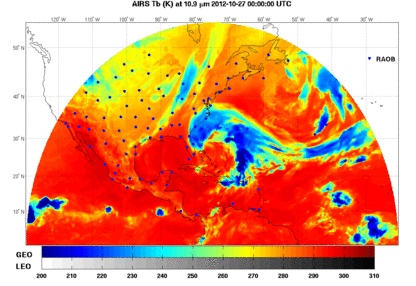 AIRS Tb (K) at 10.9 μm 2012-10-27 00:00:00 UTC
120°W 110°W 100°W 90°W 80°W 70°W 60°W 50°W 40°W 30°W
50°N
RAOB
40°N
30°N
20°N
10°N
GEO
LEO
200 210 220 230 240 250 260 270 280 290 300 310